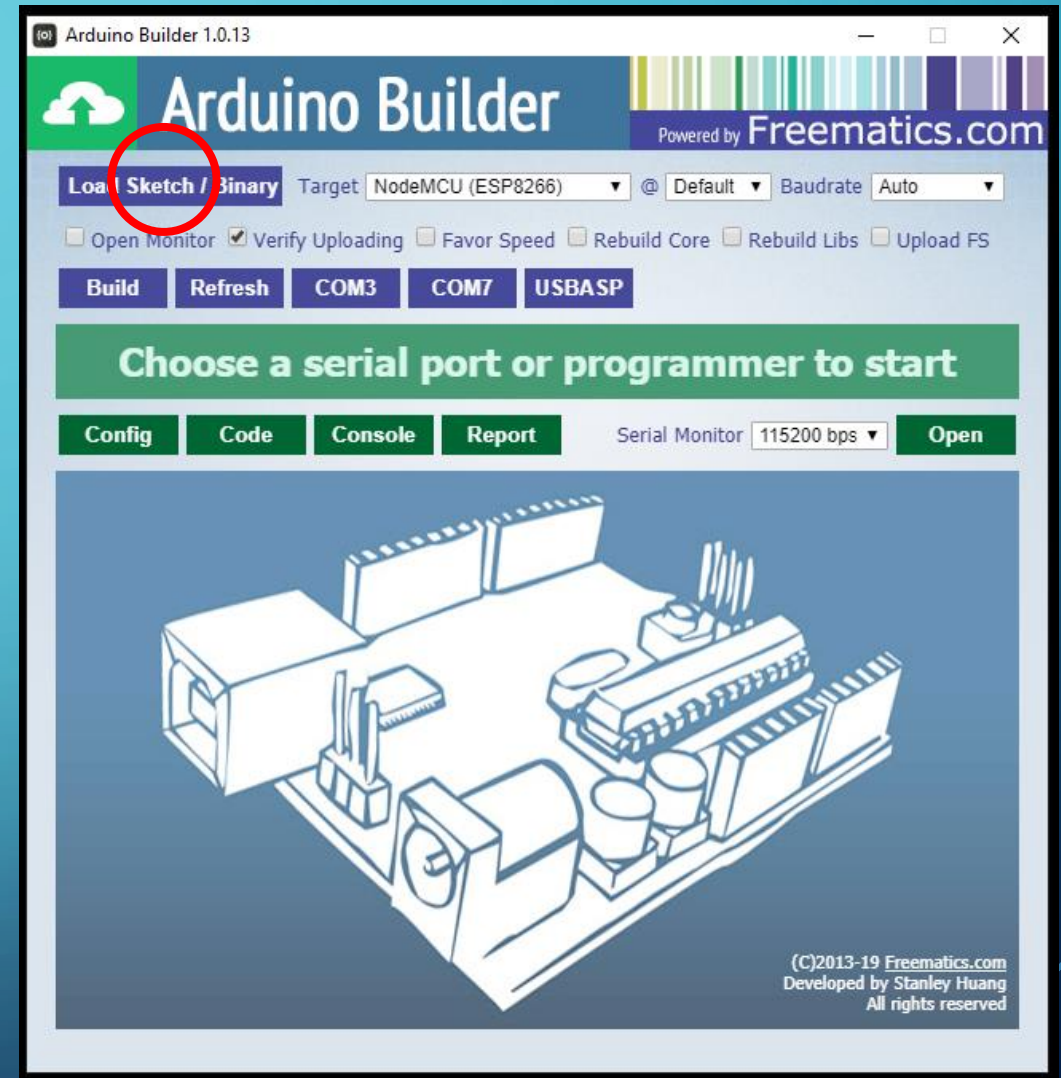 Arduino Builder 1.0.13
Arduino Builder
Powered by Freematics.com
Load Sketch / Binary Target NodeMCU (ESP8266) @ Default Baudrate Auto
Open Monitor Verify Uploading Favor Speed Rebuild Core Rebuild Libs Upload FS
Build Refresh COM3 COM7 USBASP
Choose a serial port or programmer to start
Config Code Console Report Serial Monitor 115200 bps Open
(C)2013-19 Freematics.com
Developed by Stanley Huang
All rights reserved